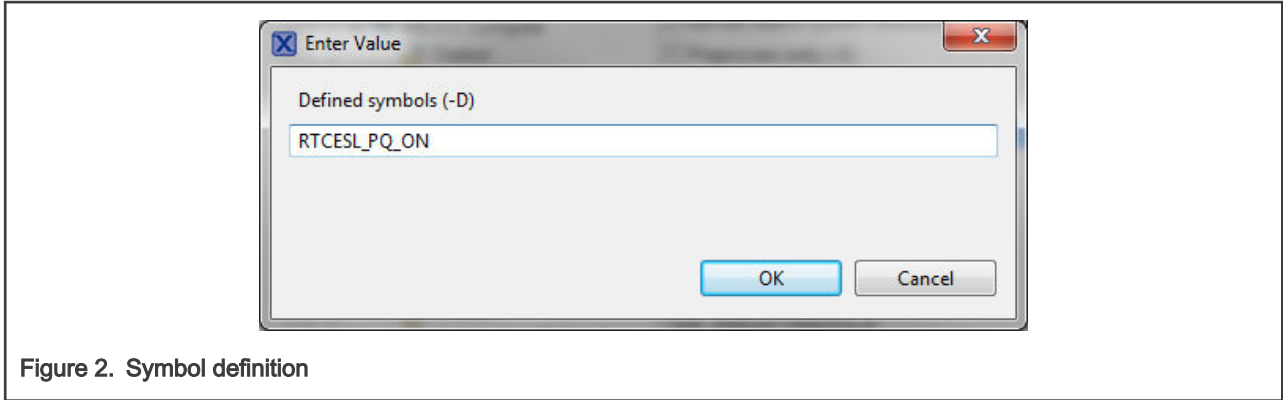 Enter Value
Defined symbols (-D)
RTCESL_PQ_ON
OK Cancel
Figure 2. Symbol definition